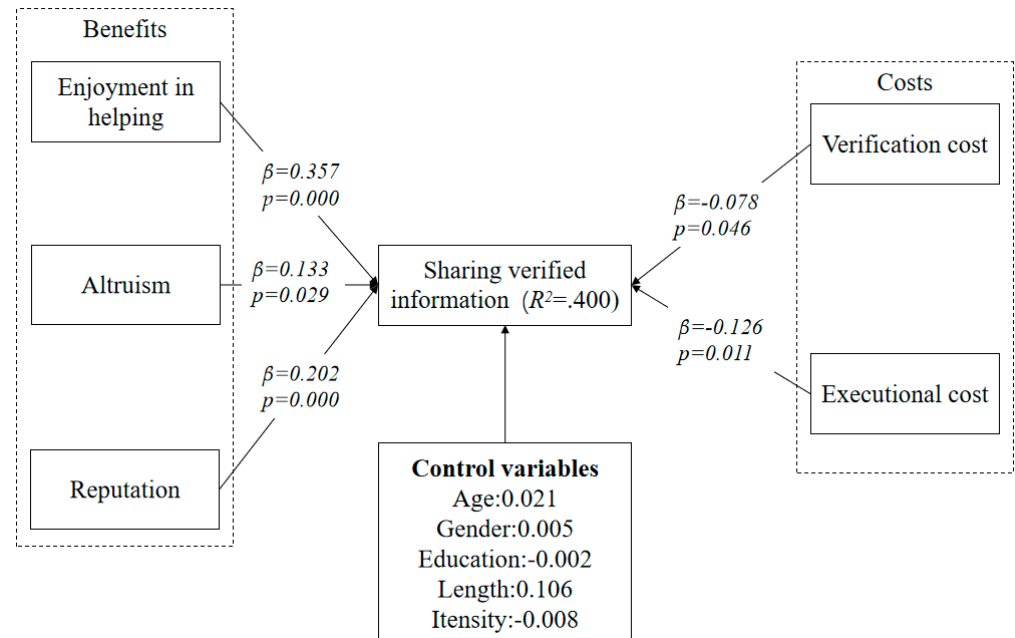 Benefits
Enjoyment in
helping
β=0.357
p=0.000
Altruism
β=0.133
p=0.029
Reputation
β=0.202
p=0.000
Sharing verified
information (R²=.400)
Costs
Verification cost
β=-0.078
p=0.046
Executional cost
β=-0.126
p=0.011
Control variables
Age:0.021
Gender:0.005
Education:-0.002
Length:0.106
Itensity:-0.008